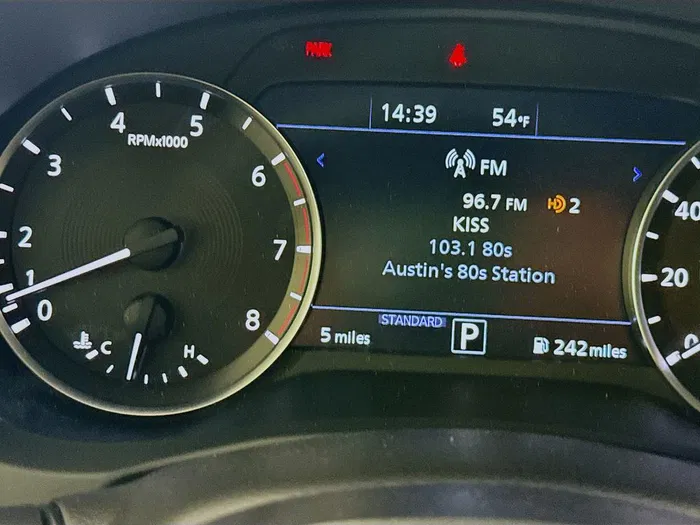 PARK
14:39 54°F
4 5
RPMx1000
3 6
2 7
1
0 8
C H
FM
96.7 FM HD 2
KISS
103.1 80s
Austin's 80s Station
STANDARD
5 miles P 242 miles
40
20
0